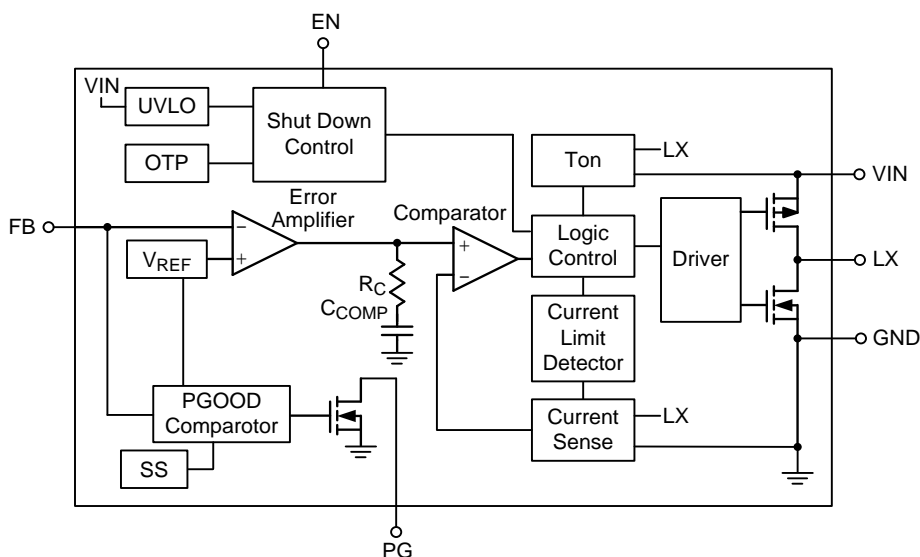 EN
VIN
UVLO
OTP
Shut Down
Control
Ton
LX
VIN
Error
Amplifier
Comparator
FB
VREF
−
+
RC
CCOMP
+
−
Logic
Control
Driver
LX
Current
Limit
Detector
GND
PGOOD
Comparotor
SS
Current
Sense
LX
PG